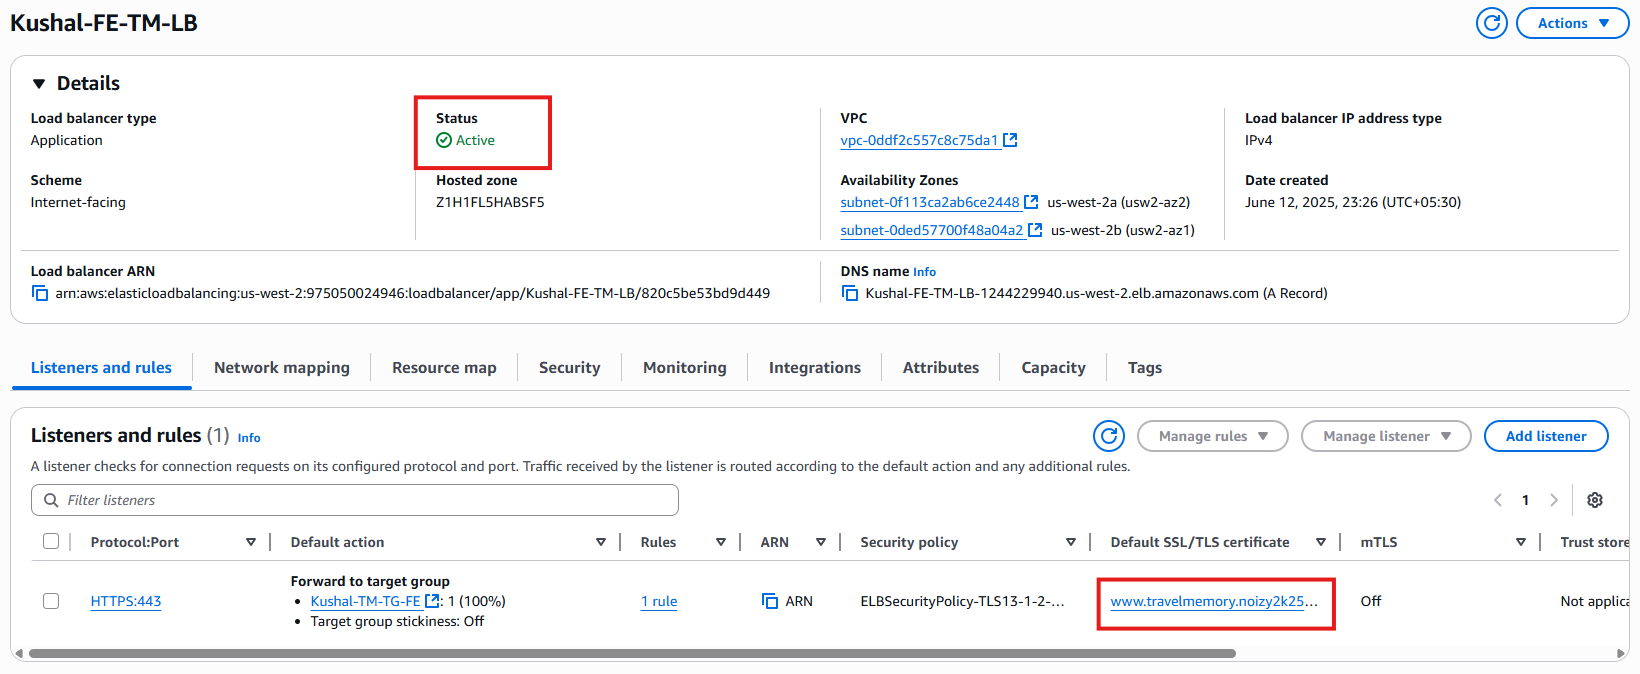 Kushal-FE-TM-LB
Actions
Details
Load balancer type
Application
Status
Active
VPC
vpc-0ddf2c557c8c75da1
Load balancer IP address type
IPv4
Scheme
Internet-facing
Hosted zone
Z1H1FL5HABSF5
Availability Zones
subnet-0f113ca2ab6ce2448 us-west-2a (usw2-az2)
subnet-0ded57700f48a04a2 us-west-2b (usw2-az1)
Date created
June 12, 2025, 23:26 (UTC+05:30)
Load balancer ARN
arn:aws:elasticloadbalancing:us-west-2:975050024946:loadbalancer/app/Kushal-FE-TM-LB/820c5be53bd9d449
DNS name Info
Kushal-FE-TM-LB-1244229940.us-west-2.elb.amazonaws.com (A Record)
Listeners and rules Network mapping Resource map Security Monitoring Integrations Attributes Capacity Tags
Listeners and rules (1) Info
Manage rules Manage listener Add listener
A listener checks for connection requests on its configured protocol and port. Traffic received by the listener is routed according to the default action and any additional rules.
Filter listeners
1
Protocol:Port Default action Rules ARN Security policy Default SSL/TLS certificate mTLS Trust store
HTTPS:443
Forward to target group
• Kushal-TM-TG-FE : 1 (100%)
• Target group stickiness: Off
1 rule
ARN
ELBSecurityPolicy-TLS13-1-2-...
www.travelmemory.noizy2k25...
Off
Not applica